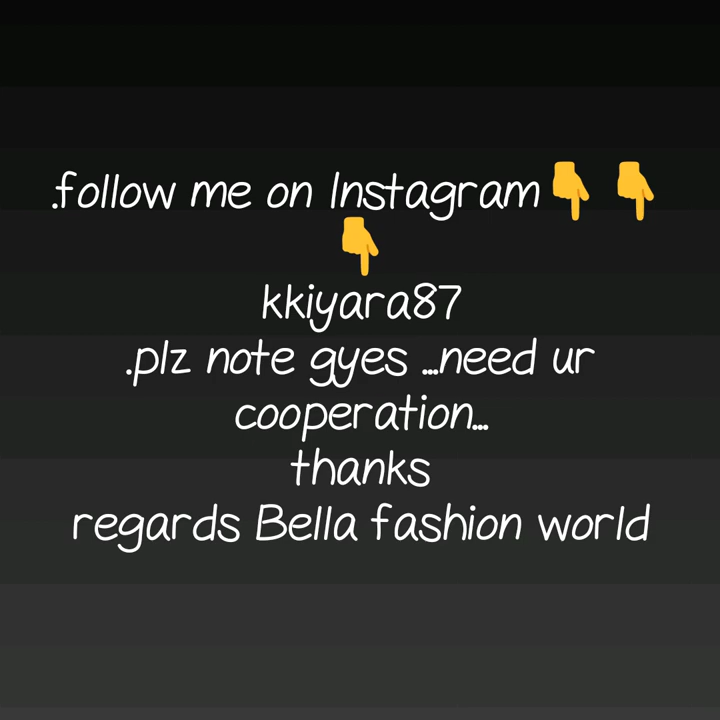 .follow me on Instagram👇👇
👇
kkiyara87
.plz note gyes ...need ur
cooperation...
thanks
regards Bella fashion world